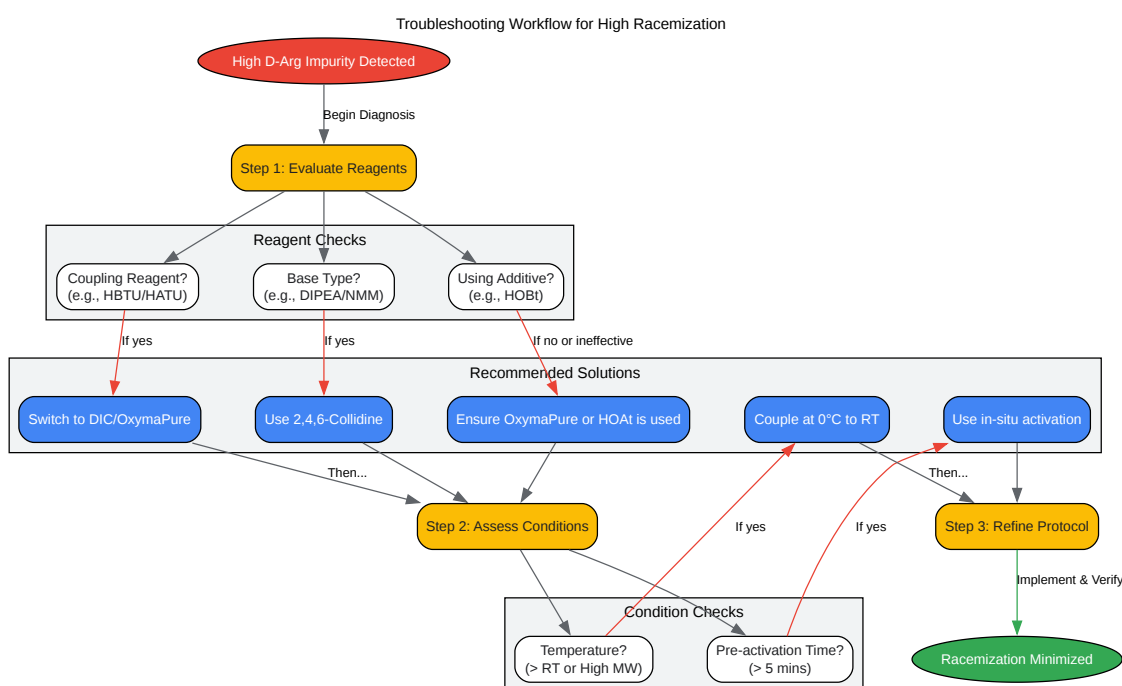 Troubleshooting Workflow for High Racemization
High D-Arg Impurity Detected
Begin Diagnosis
Step 1: Evaluate Reagents
Reagent Checks
Coupling Reagent?
(e.g., HBTU/HATU)
Base Type?
(e.g., DIPEA/NMM)
Using Additive?
(e.g., HOBt)
If yes
If yes
If no or ineffective
Recommended Solutions
Switch to DIC/OxymaPure
Use 2,4,6-Collidine
Ensure OxymaPure or HOAt is used
Couple at 0°C to RT
Use in-situ activation
Then...
Then...
Step 2: Assess Conditions
If yes
If yes
Step 3: Refine Protocol
Implement & Verify
Condition Checks
Temperature?
(> RT or High MW)
Pre-activation Time?
(> 5 mins)
Racemization Minimized